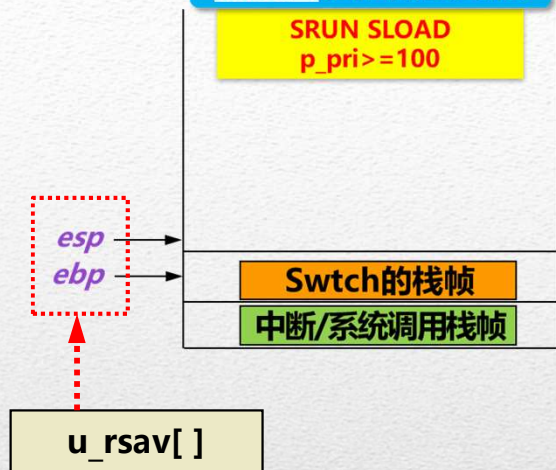 SRUN SLOAD
p_pri>=100
esp
ebp
Swtch的栈帧
中断/系统调用栈帧
u_rsav[ ]